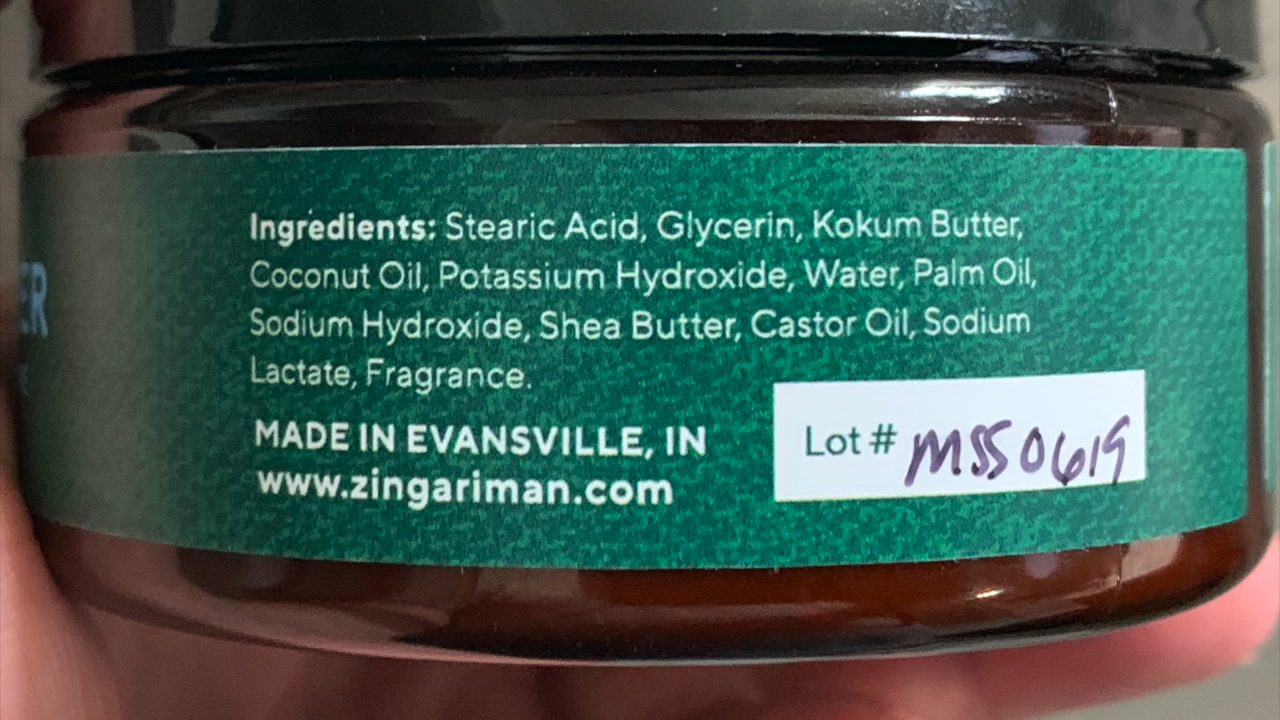 Ingredients: Stearic Acid, Glycerin, Kokum Butter,
Coconut Oil, Potassium Hydroxide, Water, Palm Oil,
Sodium Hydroxide, Shea Butter, Castor Oil, Sodium
Lactate, Fragrance.
MADE IN EVANSVILLE, IN
www.zingariman.com
Lot # MSS0619